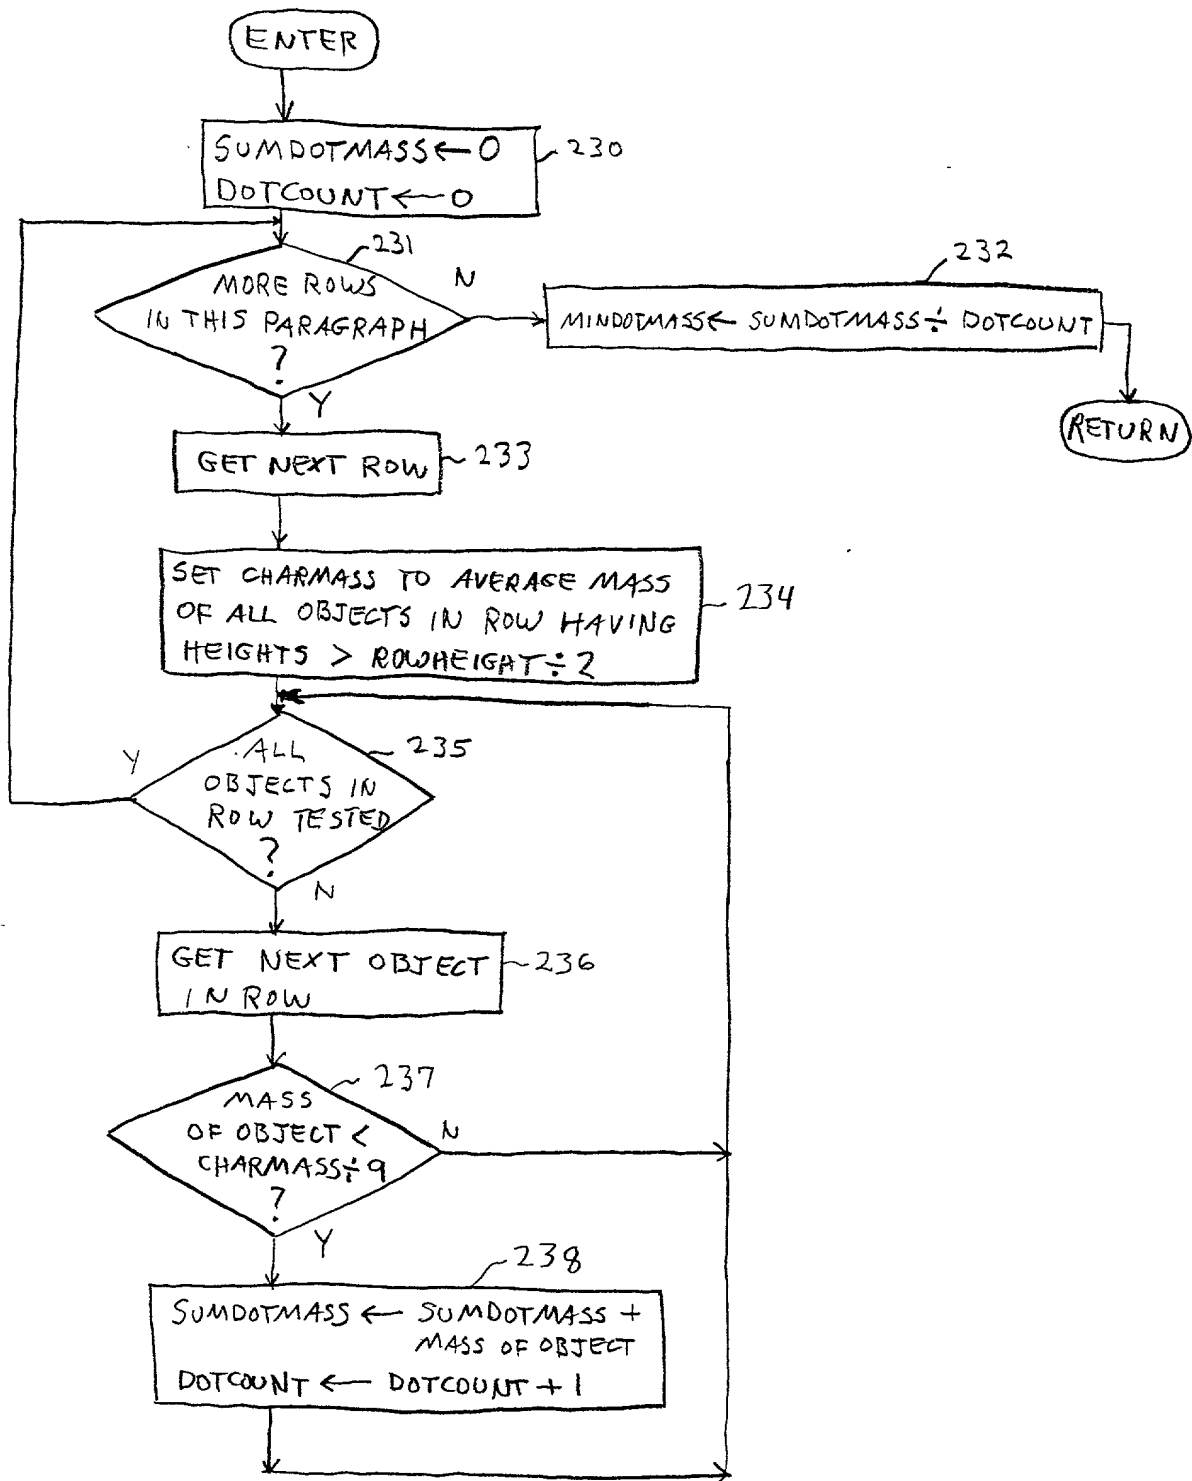 ENTER
SUMDOTMASS ← 0
DOTCOUNT ← 0
230
231
MORE ROWS
IN THIS PARAGRAPH
?
N
Y
232
MINDOTMASS ← SUMDOTMASS ÷ DOTCOUNT
RETURN
GET NEXT ROW
233
SET CHARMASS TO AVERAGE MASS
OF ALL OBJECTS IN ROW HAVING
HEIGHTS > ROWHEIGHT ÷ 2
234
235
ALL
OBJECTS IN
ROW TESTED
?
Y
N
GET NEXT OBJECT
IN ROW
236
237
MASS
OF OBJECT <
CHARMASS ÷ 9
?
N
Y
238
SUMDOTMASS ← SUMDOTMASS +
MASS OF OBJECT
DOTCOUNT ← DOTCOUNT + 1